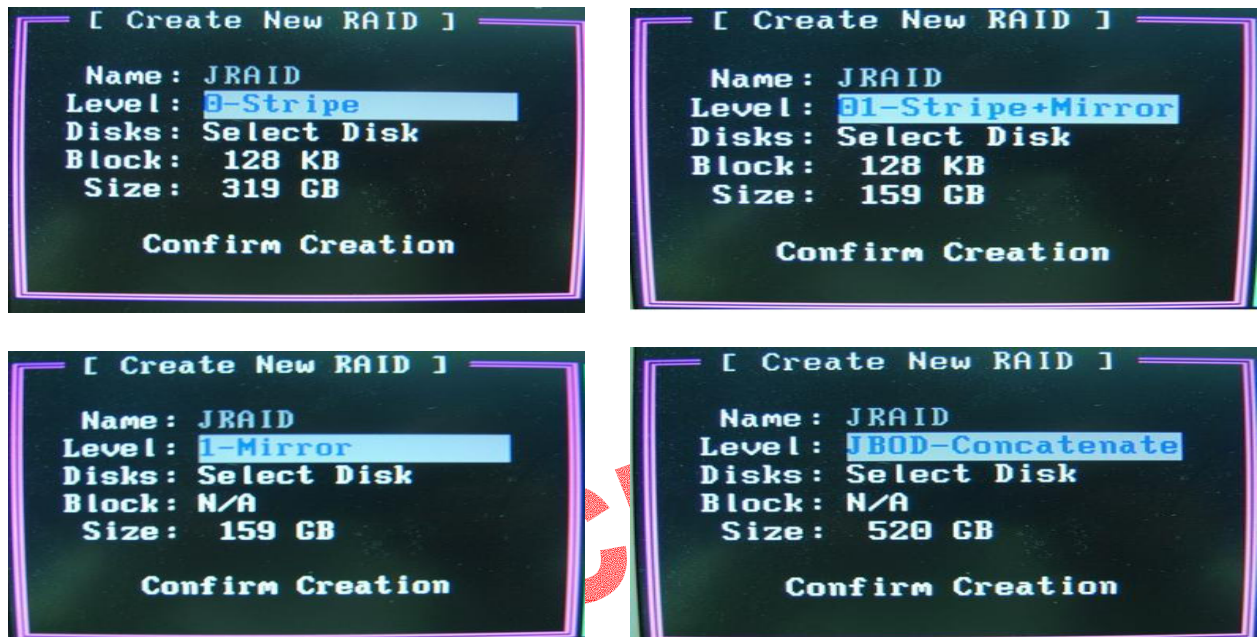 [ Create New RAID ]
Name: JRAID
Level: 0-Stripe
Disks: Select Disk
Block: 128 KB
Size: 319 GB
Confirm Creation
[ Create New RAID ]
Name: JRAID
Level: 01-Stripe+Mirror
Disks: Select Disk
Block: 128 KB
Size: 159 GB
Confirm Creation
[ Create New RAID ]
Name: JRAID
Level: 1-Mirror
Disks: Select Disk
Block: N/A
Size: 159 GB
Confirm Creation
[ Create New RAID ]
Name: JRAID
Level: JBOD-Concatenate
Disks: Select Disk
Block: N/A
Size: 520 GB
Confirm Creation